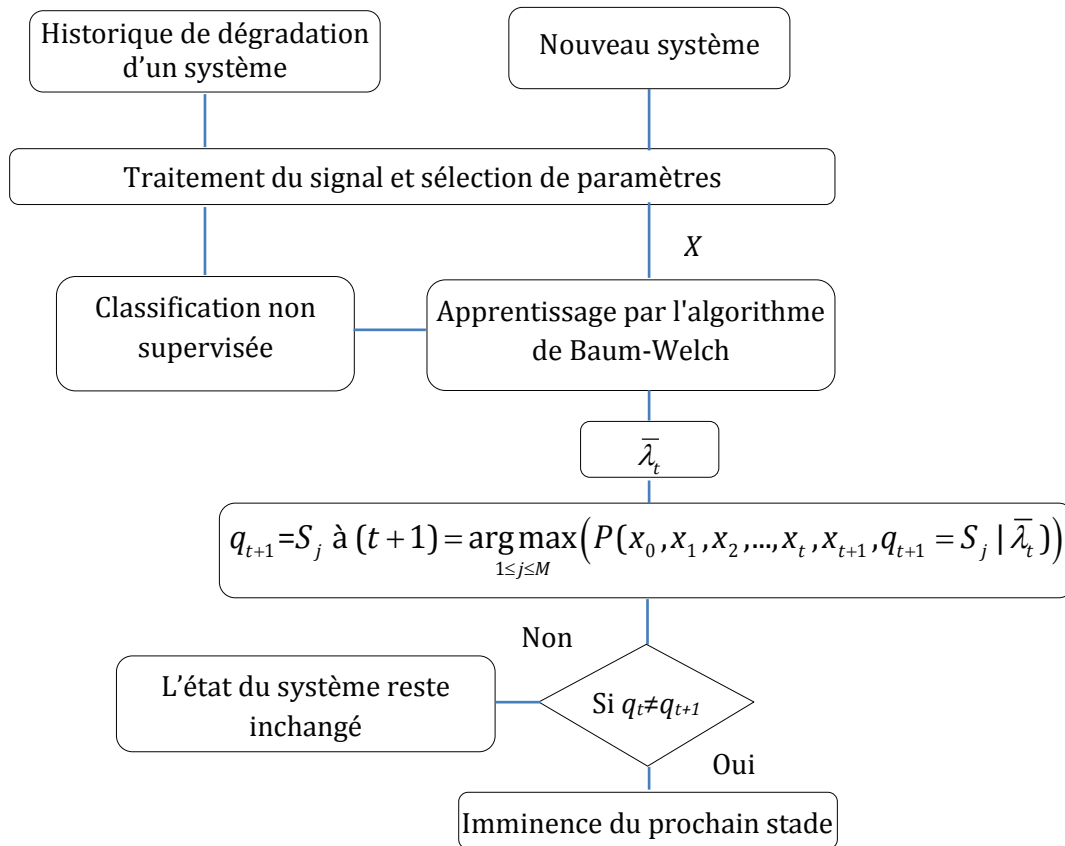 Historique de dégradation
d’un système
Nouveau système
Traitement du signal et sélection de paramètres
X
Classification non
supervisée
Apprentissage par l'algorithme
de Baum-Welch
λ̅_t
q_{t+1}=S_j à (t+1) = arg max_{1≤j≤M} (P(x_0,x_1,x_2,...,x_t,x_{t+1},q_{t+1} = S_j | λ̅_t))
Non
L’état du système reste
inchangé
Si q_t≠q_{t+1}
Oui
Imminence du prochain stade